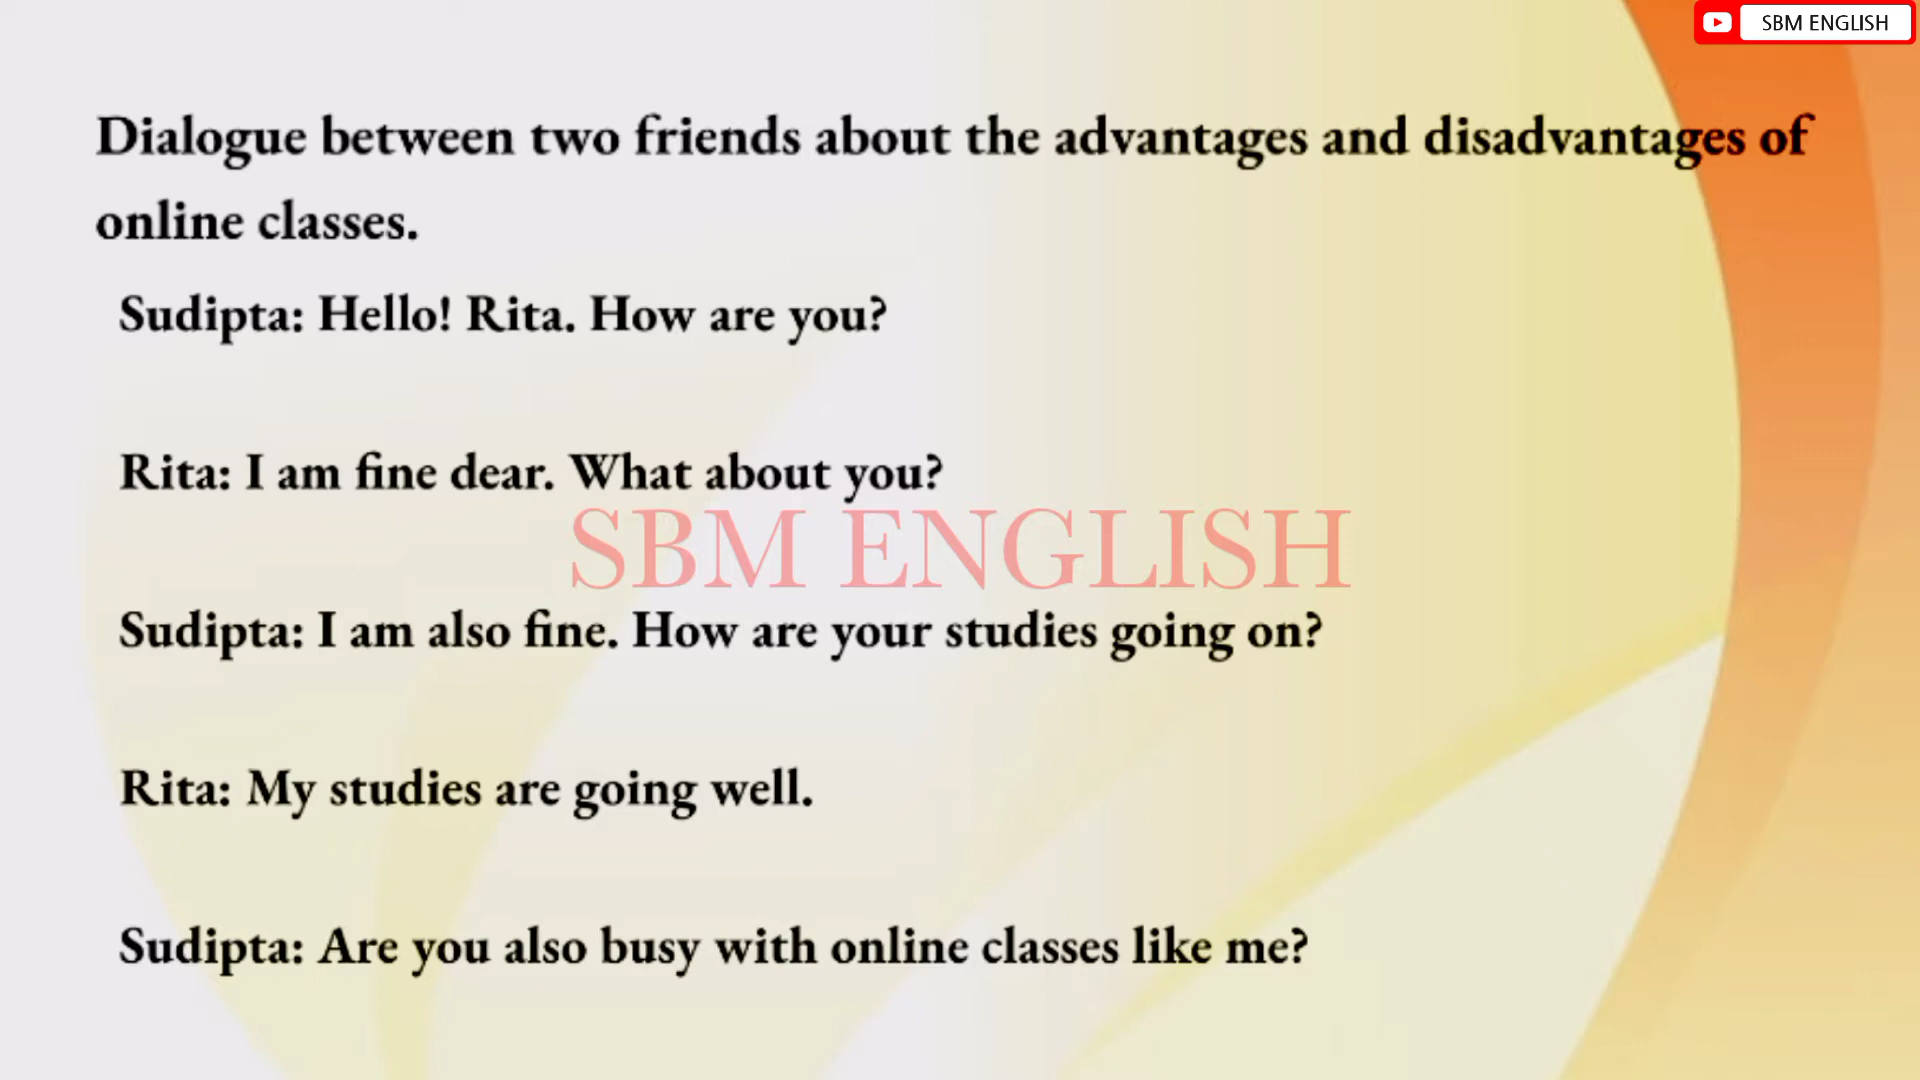 SBM ENGLISH
Dialogue between two friends about the advantages and disadvantages of
online classes.
Sudipta: Hello! Rita. How are you?
Rita: I am fine dear. What about you?
SBM ENGLISH
Sudipta: I am also fine. How are your studies going on?
Rita: My studies are going well.
Sudipta: Are you also busy with online classes like me?